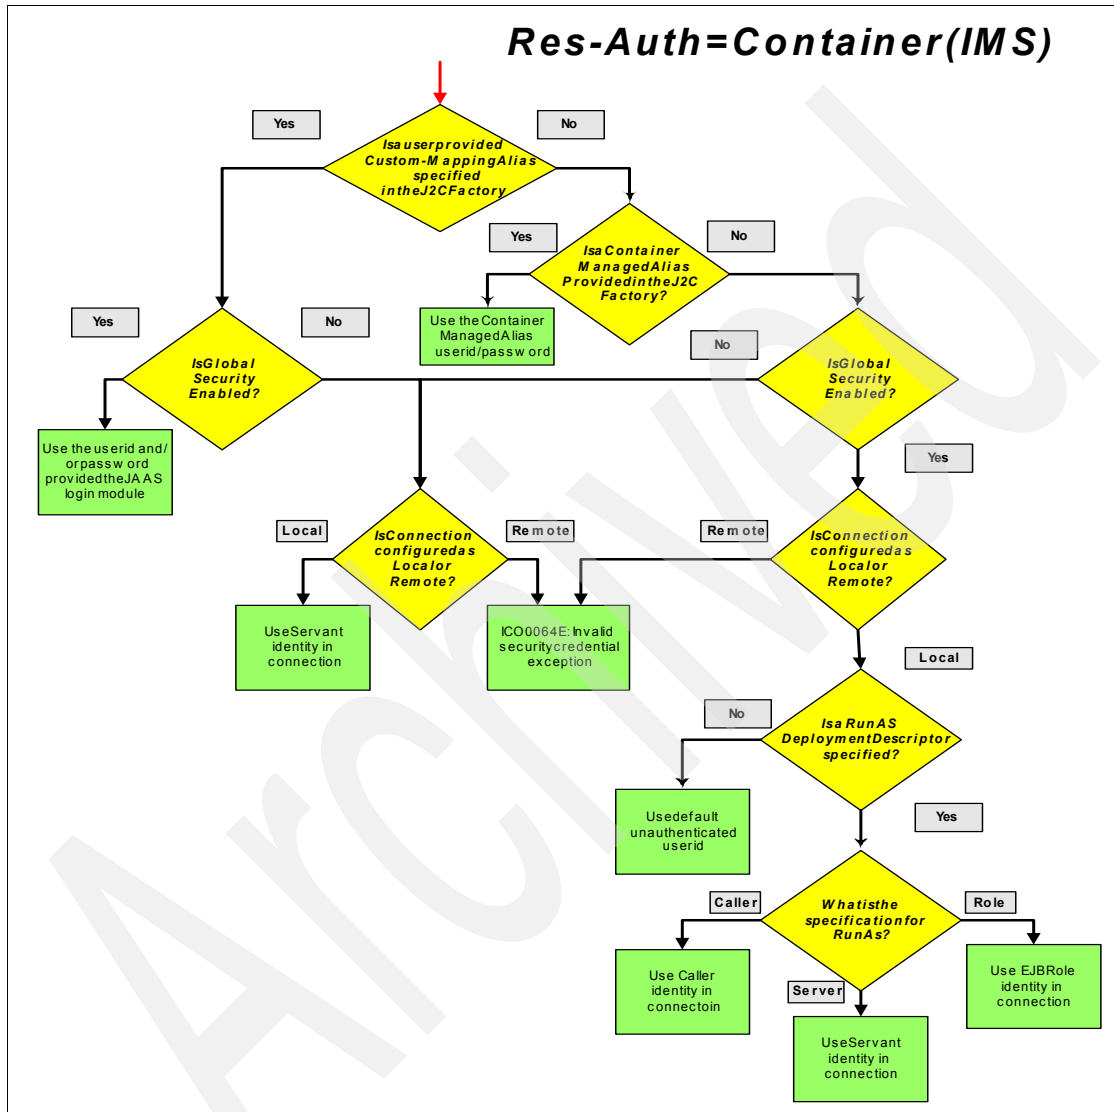 Res-Auth=Container(IMS)
Yes
No
Isauserprovided
Custom-MappingAlias
specified
intheJ2CFactory
Yes
No
IsaContainer
ManagedAlias
ProvidedintheJ2C
Factory?
Yes
No
Use the Container
ManagedAlias
userid/password
No
IsGlobal
Security
Enabled?
IsGlobal
Security
Enabled?
Use the userid and/
orpassword
providedtheJAAS
login module
Yes
Local
Remote
Remote
IsConnection
configuredas
Localor
Remote?
IsConnection
configuredas
Localor
Remote?
UseServant
identity in
connection
ICO0064E:Invalid
securitycredential
exception
Local
No
IsaRunAS
DeploymentDescriptor
specified?
Usedefault
unauthenticated
userid
Yes
Caller
Role
Whatisthe
specificationfor
RunAs?
Use Caller
identity in
connectoin
Server
Use EJBRole
identity in
connection
UseServant
identity in
connection
Archived